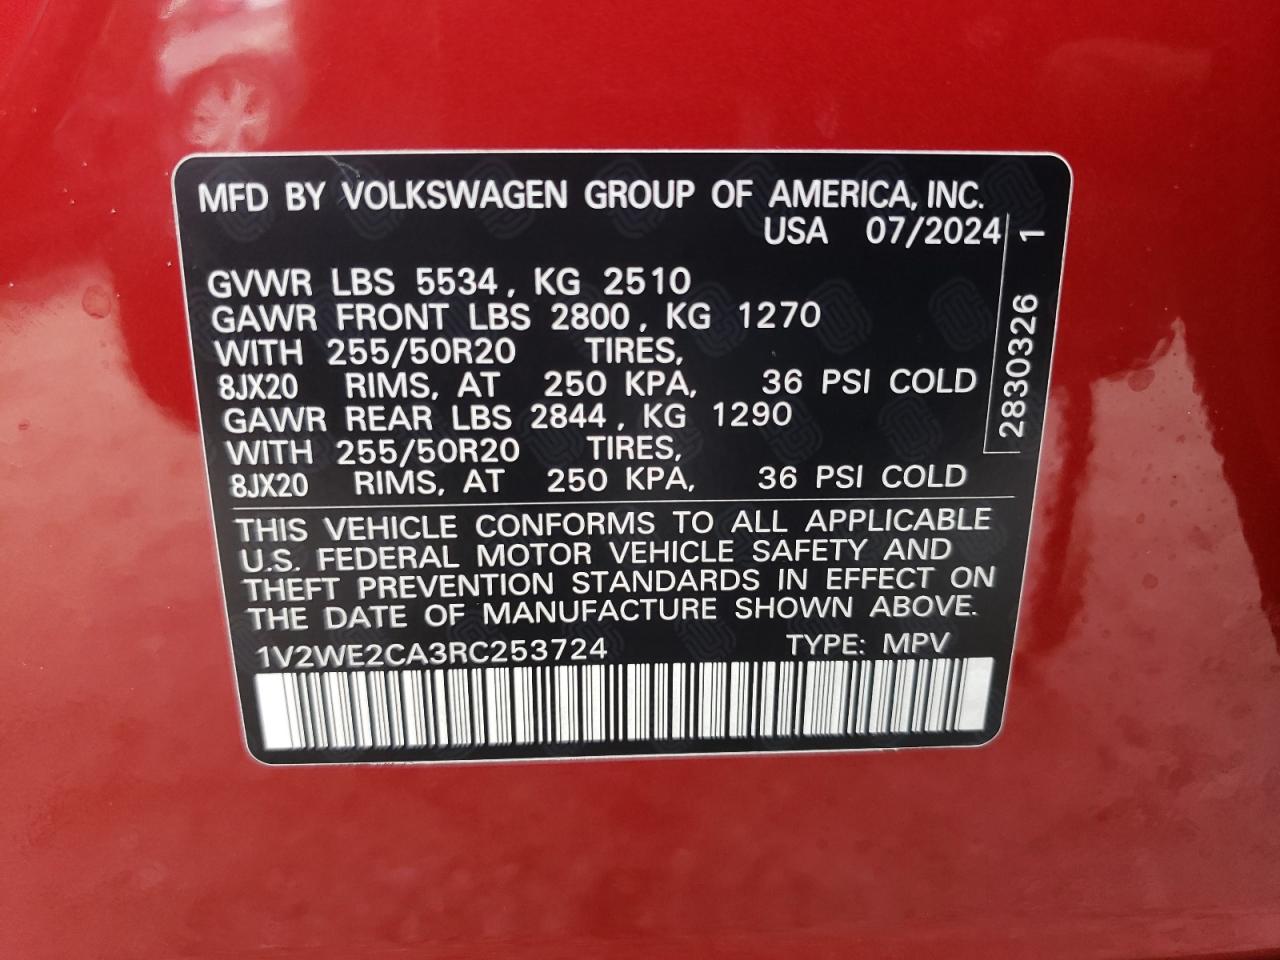 MFD BY VOLKSWAGEN GROUP OF AMERICA, INC.
USA 07/2024
GVWR LBS 5534, KG 2510
GAWR FRONT LBS 2800, KG 1270
WITH 255/50R20 TIRES,
8JX20 RIMS, AT 250 KPA, 36 PSI COLD
GAWR REAR LBS 2844, KG 1290
WITH 255/50R20 TIRES,
8JX20 RIMS, AT 250 KPA, 36 PSI COLD
2830326 1
THIS VEHICLE CONFORMS TO ALL APPLICABLE
U.S. FEDERAL MOTOR VEHICLE SAFETY AND
THEFT PREVENTION STANDARDS IN EFFECT ON
THE DATE OF MANUFACTURE SHOWN ABOVE.
1V2WE2CA3RC253724 TYPE: MPV